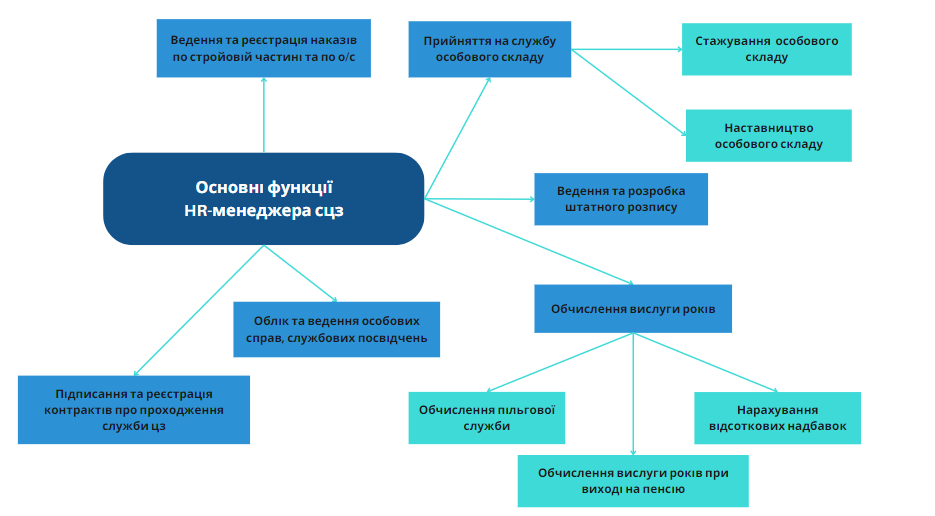 Ведення та реєстрація наказів
по стройовій частині та по о/с
Прийняття на службу
особового складу
Стажування особового
складу
Наставництво
особового складу
Основні функції
HR-менеджера сцз
Ведення та розробка
штатного розпису
Обчислення вислуги років
Облік та ведення особових
справ, службових посвідчень
Підписання та реєстрація
контрактів про проходження
служби цз
Обчислення пільгової
служби
Нарахування
відсоткових надбавок
Обчислення вислуги років при
виході на пенсію